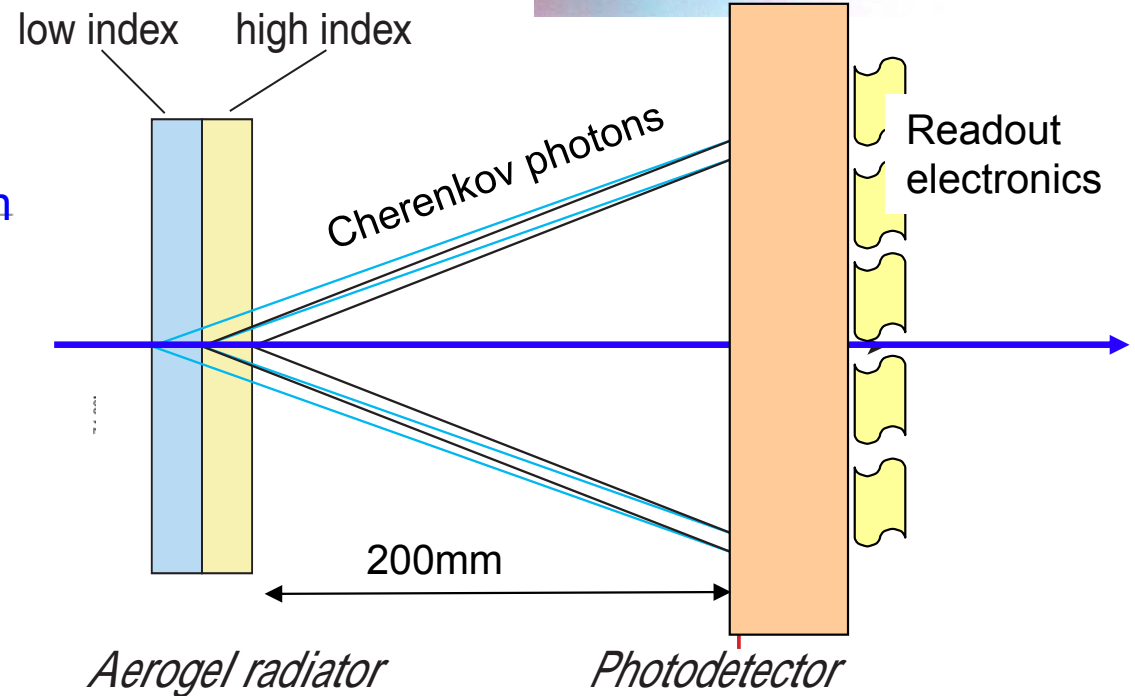 low index high index
Cherenkov photons
Readout
electronics
200mm
Aerogel radiator
Photodetector